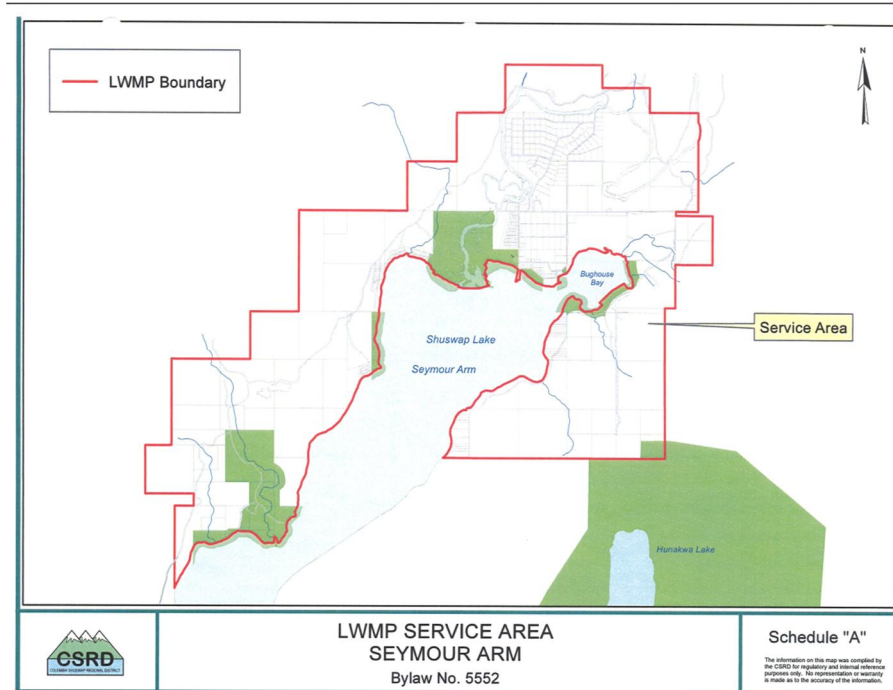 LWMP Boundary
N
Bughouse
Bay
Service Area
Shuswap Lake
Seymour Arm
Hunakwa Lake
CSRD
COLUMBIA SHUSWAP REGIONAL DISTRICT
LWMP SERVICE AREA
SEYMOUR ARM
Bylaw No. 5552
Schedule "A"
The information on this map was compiled by
the CSRD for regulatory and internal reference
purposes only. No representation or warranty
is made as to the accuracy of the information.